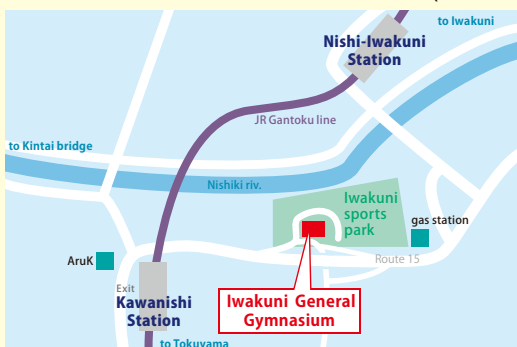 to Iwakuni
Nishi-Iwakuni
Station
JR Gantoku line
to Kintai bridge
Nishiki riv.
Iwakuni
sports
park
gas station
AruK
Route 15
Exit
Kawanishi
Station
Iwakuni General
Gymnasium
to Tokuyama